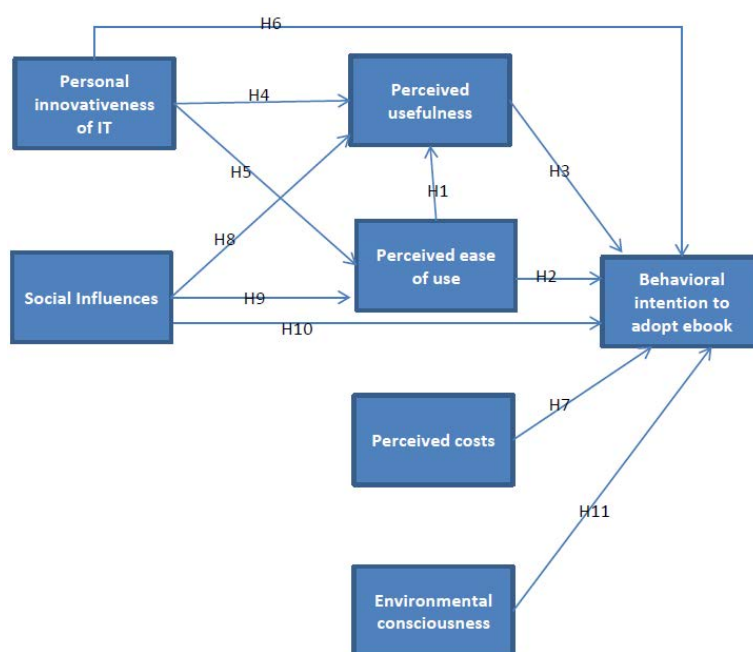 H6
Personal
innovativeness
of IT
H4
Perceived
usefulness
H5
H3
H1
H8
Social Influences
H9
Perceived ease
of use
H2
Behavioral
intention to
adopt ebook
H10
H7
Perceived costs
H11
Environmental
consciousness